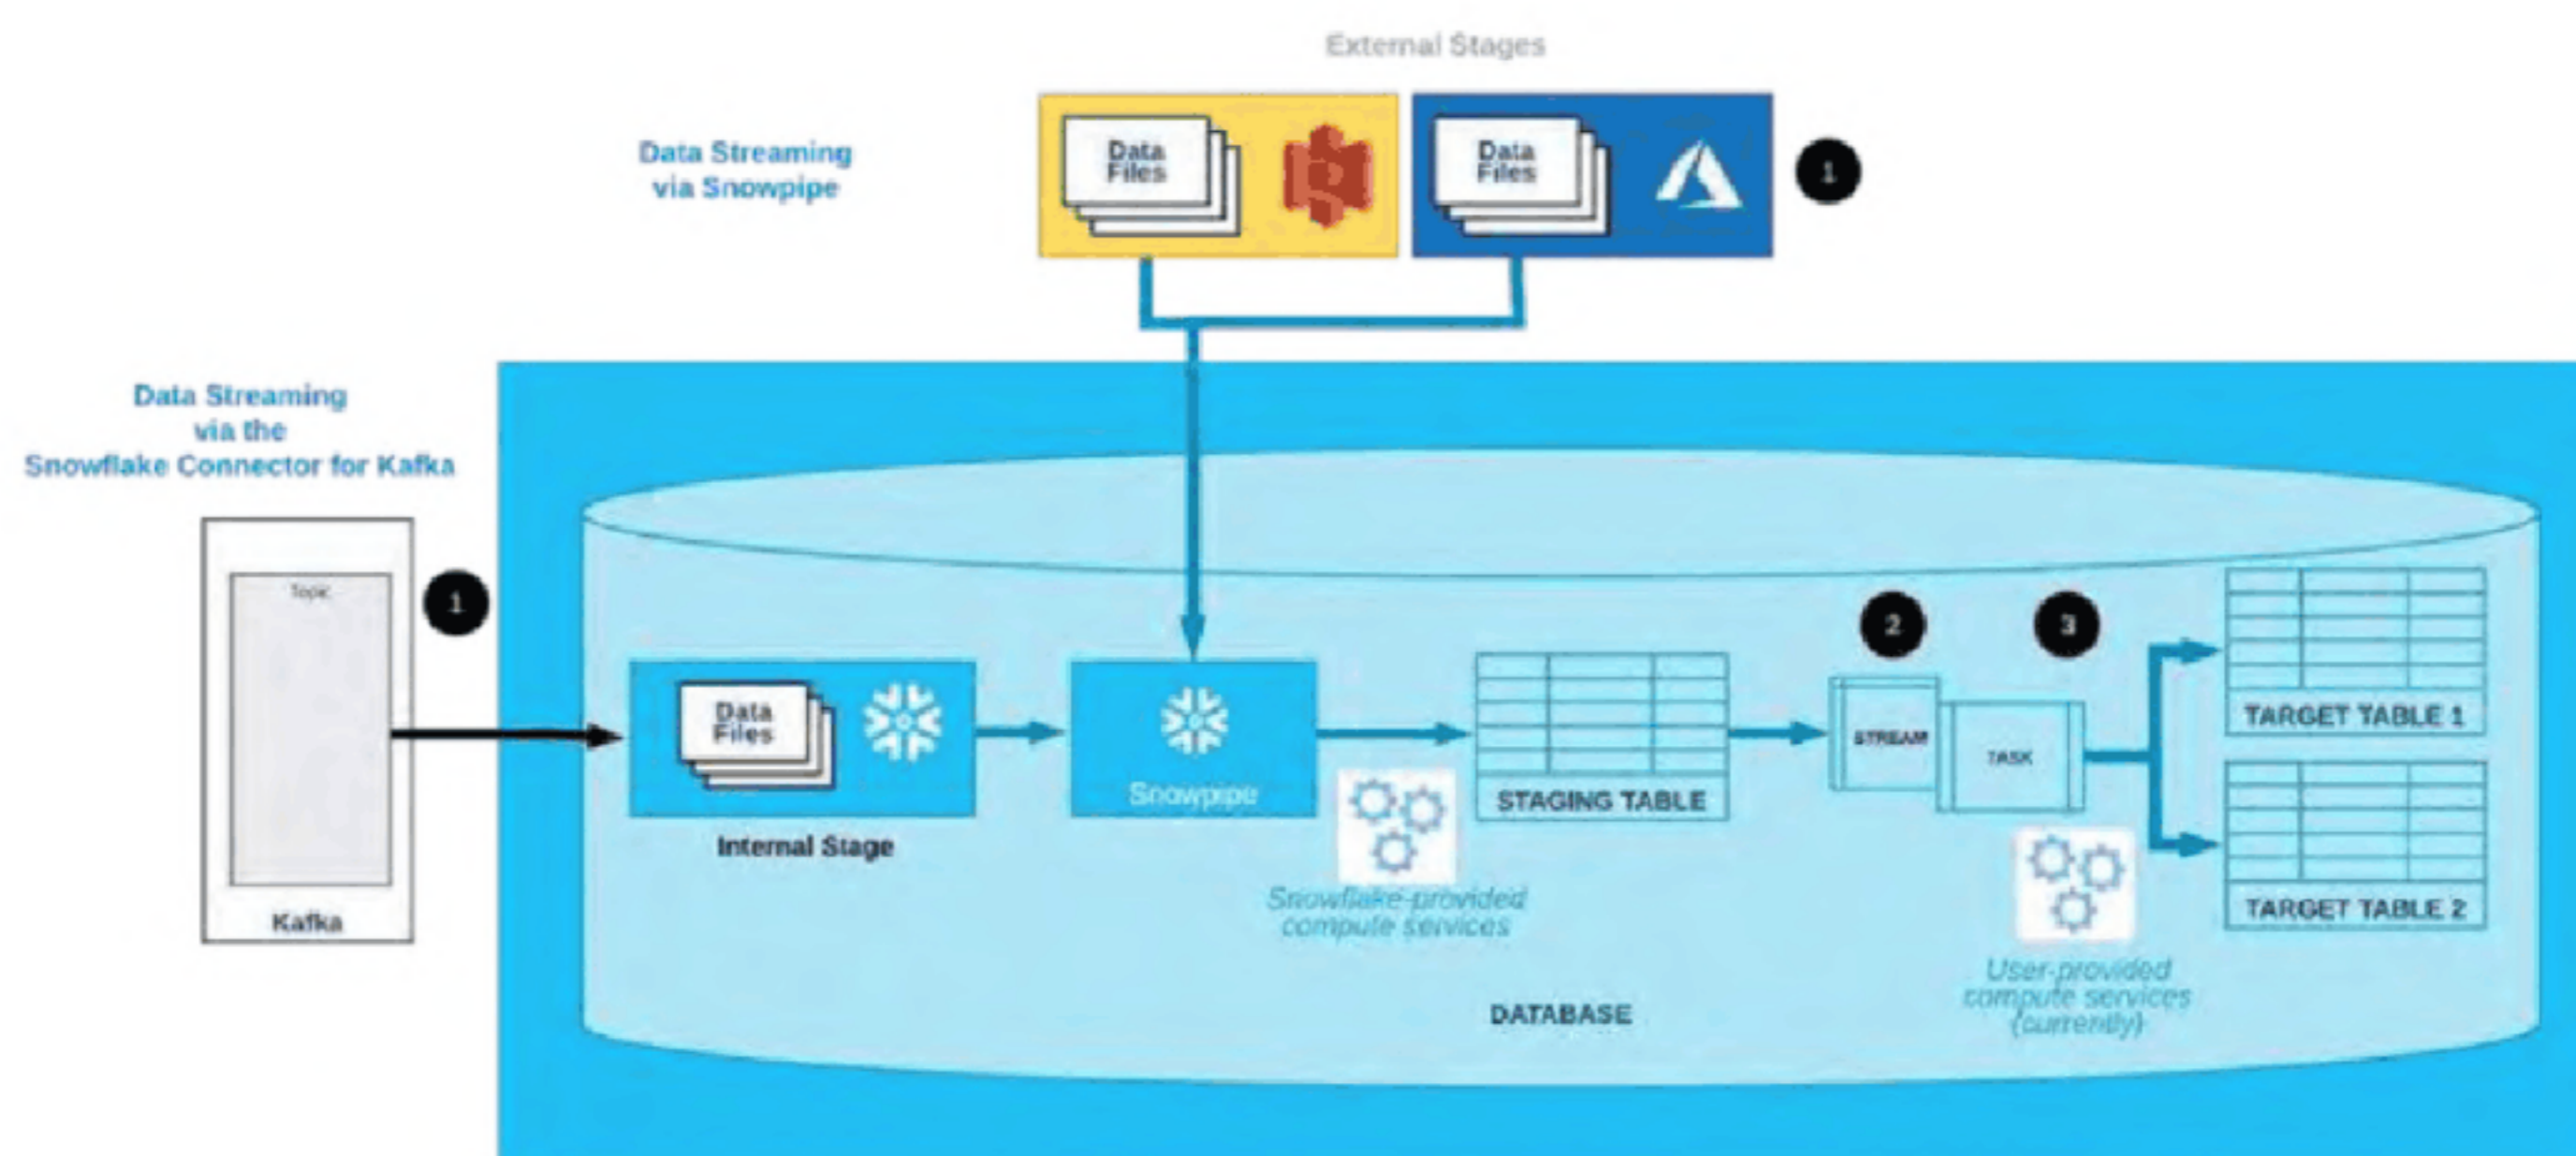 External Stages
Data Streaming
via Snowpipe
Data
Files
Data
Files
1
Data Streaming
via the
Snowflake Connector for Kafka
Topic
1
Kafka
Data
Files
Internal Stage
Snowpipe
Snowflake-provided
compute services
STAGING TABLE
2
3
STREAM
TASK
User-provided
compute services
(currently)
TARGET TABLE 1
TARGET TABLE 2
DATABASE